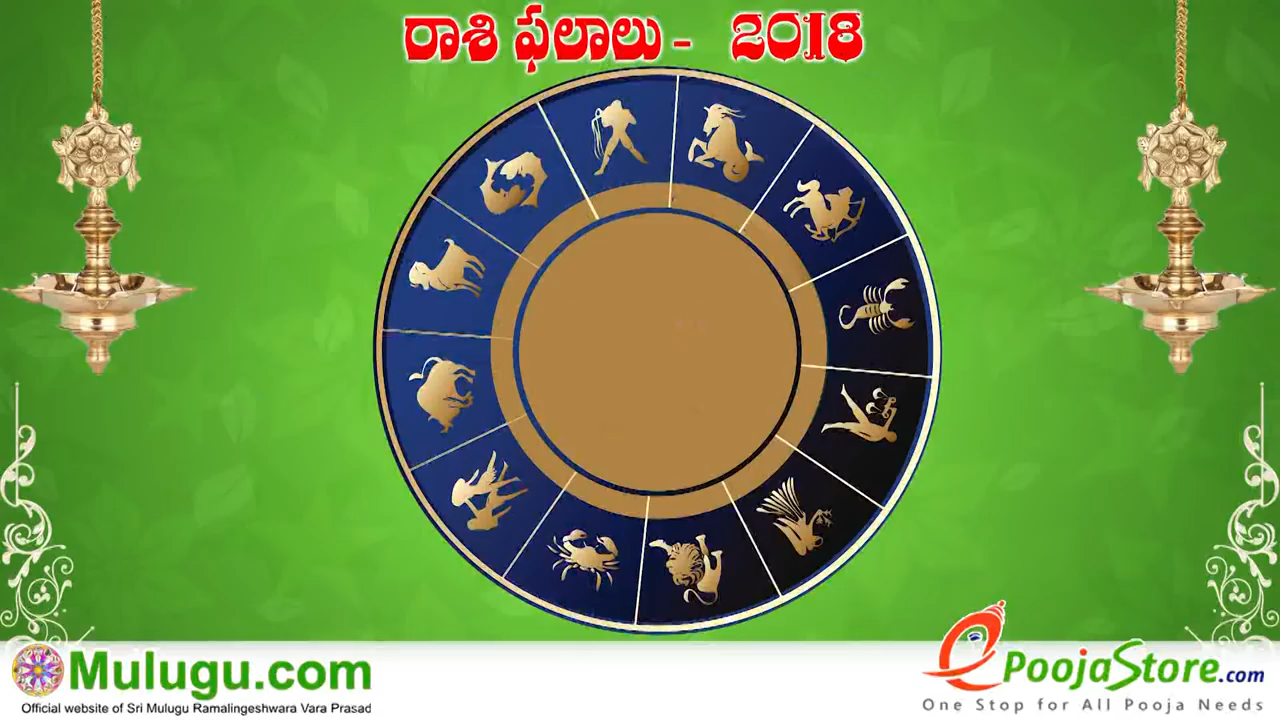 రాశి ఫలాలు - 2018
Mulugu.com
Official website of Sri Mulugu Ramalingeshwara Vara Prasad
ePoojaStore.com
One Stop for All Pooja Needs